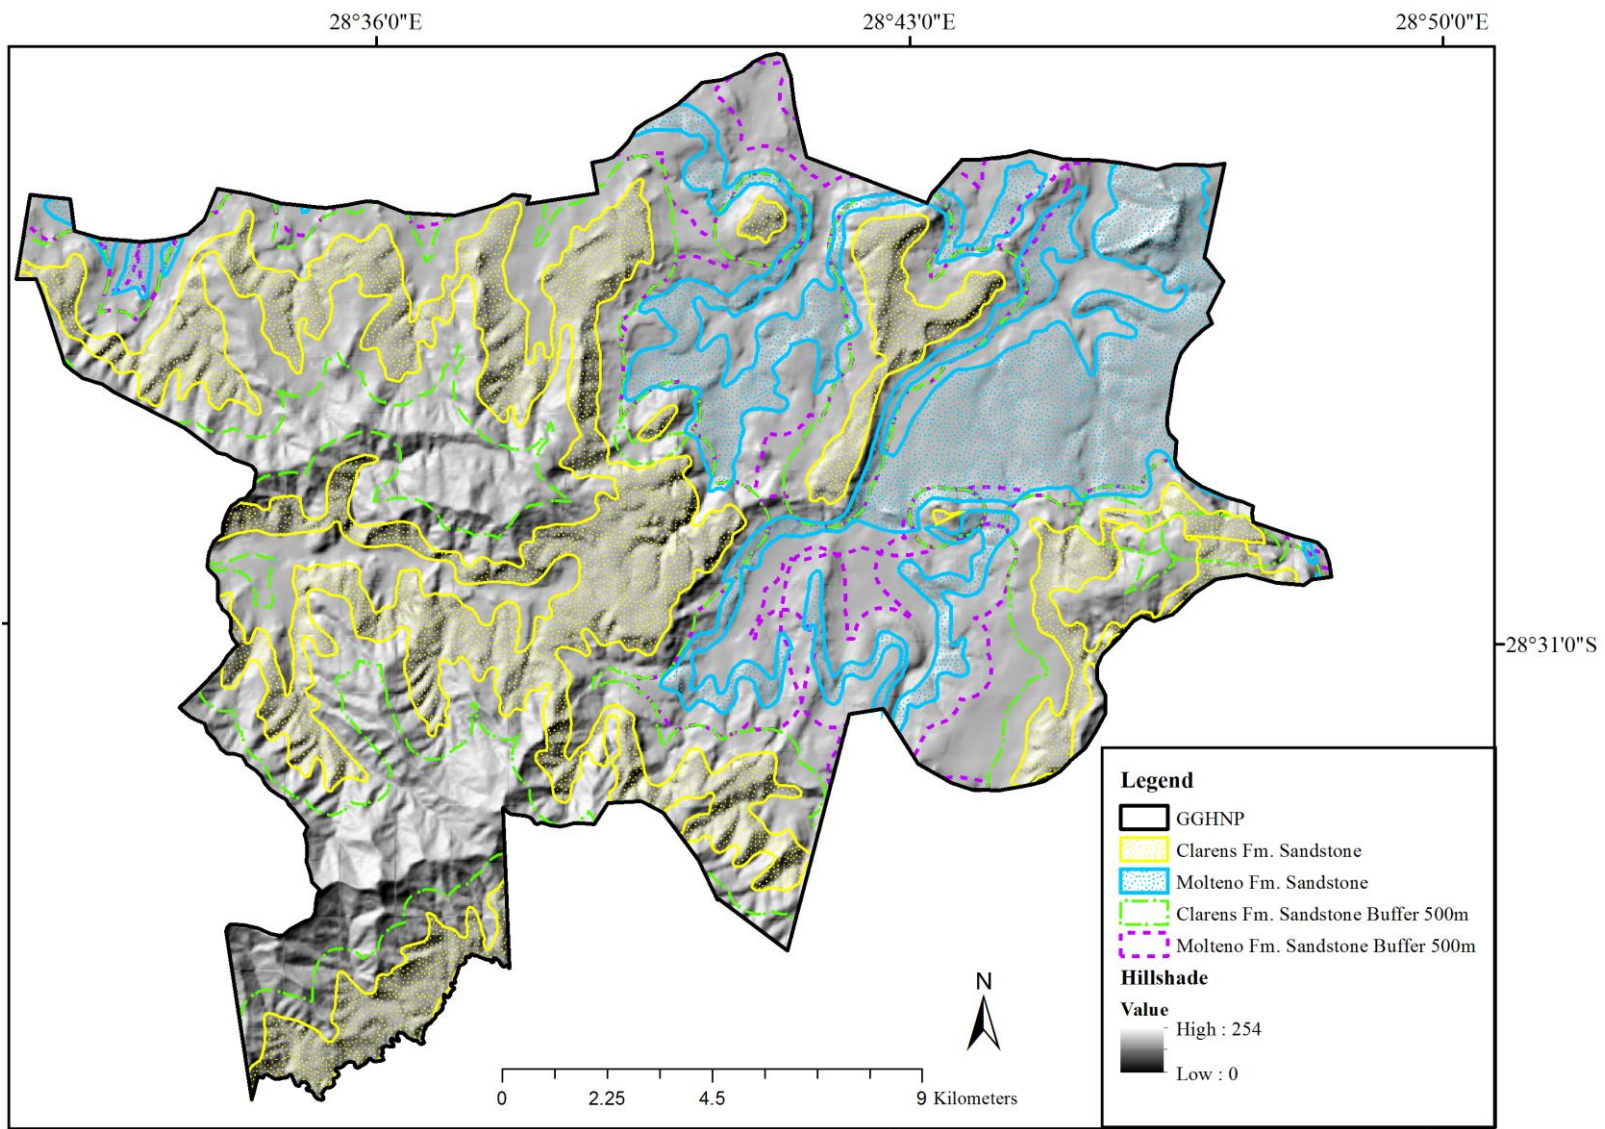 28°36'0"E
28°43'0"E
28°50'0"E
28°31'0"S
Legend
GGHNP
Clarens Fm. Sandstone
Molteno Fm. Sandstone
Clarens Fm. Sandstone Buffer 500m
Molteno Fm. Sandstone Buffer 500m
Hillshade
Value
High : 254
Low : 0
N
0 2.25 4.5 9 Kilometers